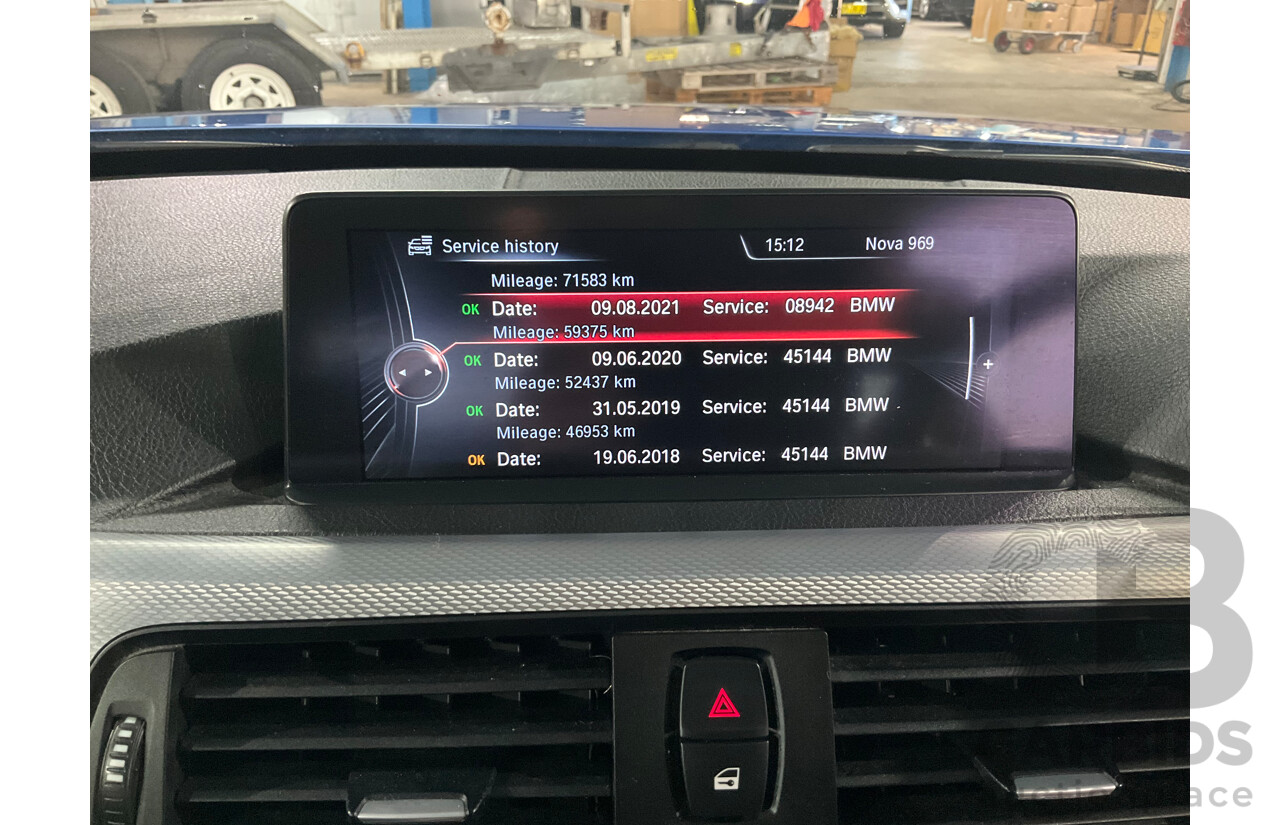 Service history 15:12 Nova 969
Mileage: 71583 km
OK Date: 09.08.2021 Service: 08942 BMW
Mileage: 59375 km
OK Date: 09.06.2020 Service: 45144 BMW
Mileage: 52437 km
OK Date: 31.05.2019 Service: 45144 BMW
Mileage: 46953 km
OK Date: 19.06.2018 Service: 45144 BMW